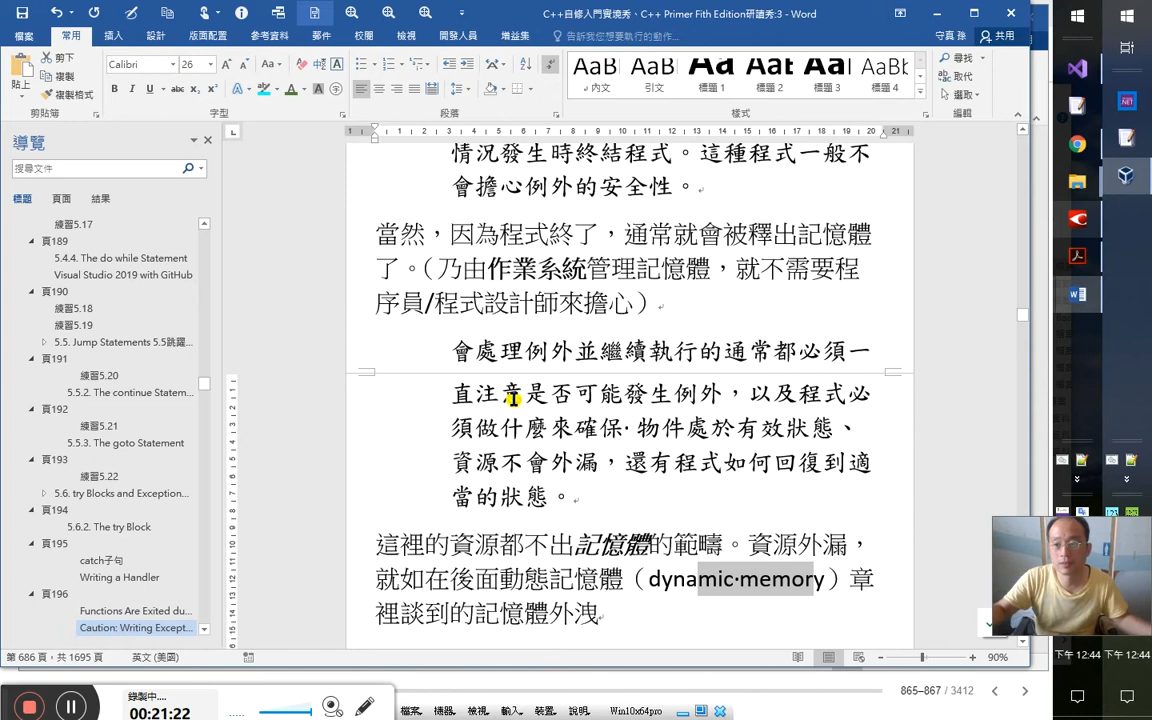 C++自修入門實境秀、C++ Primer Fith Edition研讀秀:3 - Word
檔案 常用 插入 設計 版面配置 參考資料 郵件 校閱 檢視 開發人員 增益集 告訴我您想要執行的動作... 守真 孫 共用
貼上
剪下
複製
複製格式
剪貼簿
Calibri 26
字型
段落
AaB AaB Aa AaE AaI AaBb
內文 引文 標題 1 標題 2 標題 3 標題 4
樣式
尋找
取代
選取
編輯
導覽
搜尋文件
標題 頁面 結果
練習5.17
頁189
5.4.4. The do while Statement
Visual Studio 2019 with GitHub
頁190
練習5.18
練習5.19
5.5. Jump Statements 5.5跳躍...
頁191
練習5.20
5.5.2. The continue Statem...
頁192
練習5.21
5.5.3. The goto Statement
頁193
練習5.22
5.6. try Blocks and Exception...
頁194
5.6.2. The try Block
頁195
catch子句
Writing a Handler
頁196
Functions Are Exited du...
Caution: Writing Except...
情況發生時終結程式。這種程式一般不
會擔心例外的安全性。
當然，因為程式終了，通常就會被釋出記憶體
了。（乃由作業系統管理記憶體，就不需要程
序員/程式設計師來擔心）
會處理例外並繼續執行的通常都必須一
直注意是否可能發生例外，以及程式必
須做什麼來確保· 物件處於有效狀態、
資源不會外漏，還有程式如何回復到適
當的狀態。
這裡的資源都不出記憶體的範疇。資源外漏，
就如在後面動態記憶體（dynamic·memory）章
裡談到的記憶體外洩
第 686 頁，共 1695 頁 英文 (美國) 90%
錄製中....
00:21:22
檔案, 機器, 檢視, 輸入, 裝置, 說明, Win10x64pro
865–867 / 3412
下午 12:44 下午 12:44